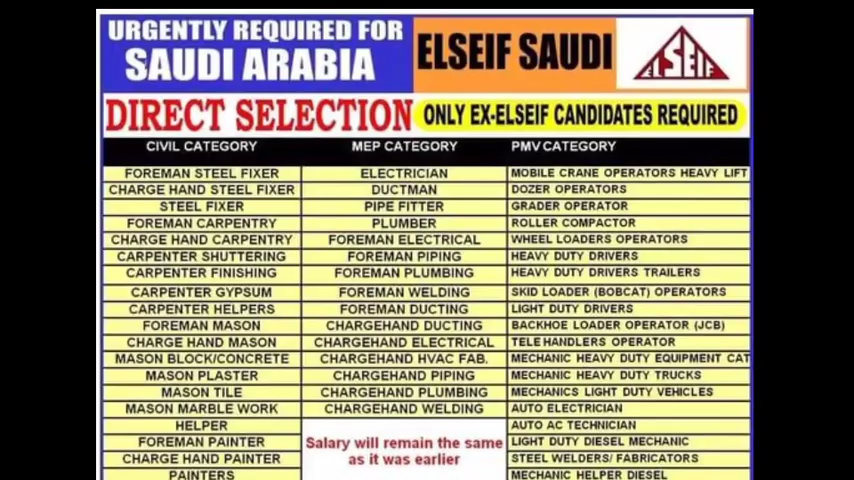 URGENTLY REQUIRED FOR
SAUDI ARABIA
ELSEIF SAUDI
ELSEIF
DIRECT SELECTION
ONLY EX-ELSEIF CANDIDATES REQUIRED
CIVIL CATEGORY MEP CATEGORY PMV CATEGORY
FOREMAN STEEL FIXER ELECTRICIAN MOBILE CRANE OPERATORS HEAVY LIFT
CHARGE HAND STEEL FIXER DUCTMAN DOZER OPERATORS
STEEL FIXER PIPE FITTER GRADER OPERATOR
FOREMAN CARPENTRY PLUMBER ROLLER COMPACTOR
CHARGE HAND CARPENTRY FOREMAN ELECTRICAL WHEEL LOADERS OPERATORS
CARPENTER SHUTTERING FOREMAN PIPING HEAVY DUTY DRIVERS
CARPENTER FINISHING FOREMAN PLUMBING HEAVY DUTY DRIVERS TRAILERS
CARPENTER GYPSUM FOREMAN WELDING SKID LOADER (BOBCAT) OPERATORS
CARPENTER HELPERS FOREMAN DUCTING LIGHT DUTY DRIVERS
FOREMAN MASON CHARGEHAND DUCTING BACKHOE LOADER OPERATOR (JCB)
CHARGE HAND MASON CHARGEHAND ELECTRICAL TELE HANDLERS OPERATOR
MASON BLOCK/CONCRETE CHARGEHAND HVAC FAB. MECHANIC HEAVY DUTY EQUIPMENT CAT
MASON PLASTER CHARGEHAND PIPING MECHANIC HEAVY DUTY TRUCKS
MASON TILE CHARGEHAND PLUMBING MECHANICS LIGHT DUTY VEHICLES
MASON MARBLE WORK CHARGEHAND WELDING AUTO ELECTRICIAN
HELPER AUTO AC TECHNICIAN
FOREMAN PAINTER Salary will remain the same LIGHT DUTY DIESEL MECHANIC
CHARGE HAND PAINTER as it was earlier STEEL WELDERS/ FABRICATORS
PAINTERS MECHANIC HELPER DIESEL